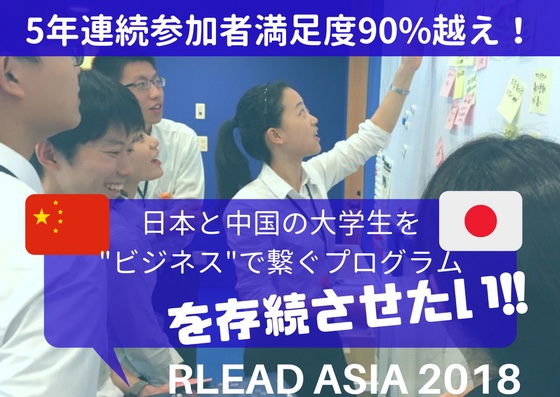 5年連続参加者満足度90%越え！
日本と中国の大学生を
"ビジネス"で繋ぐプログラム
を存続させたい!!
RLEAD ASIA 2018